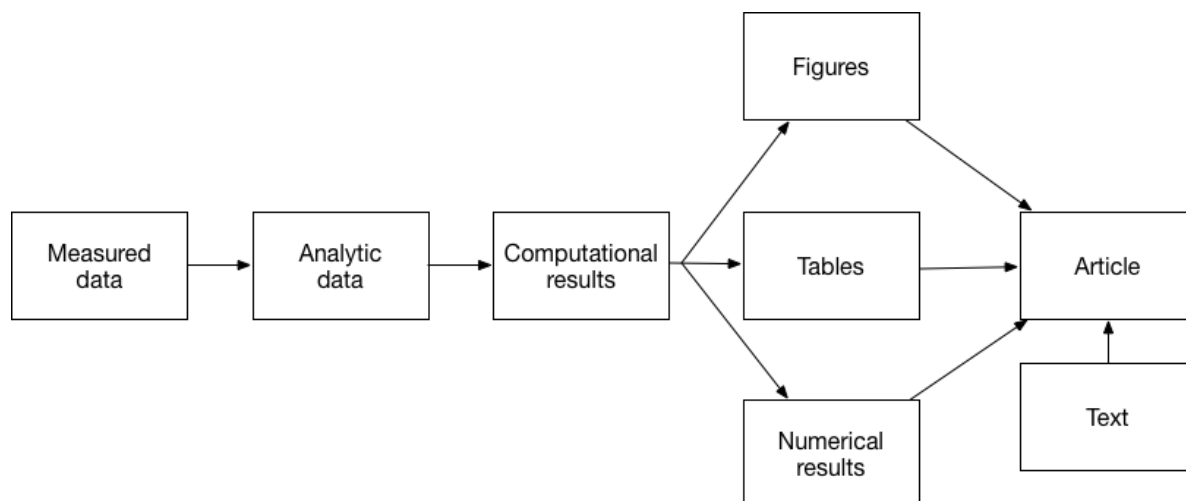 Figures
Measured
data
Analytic
data
Computational
results
Tables
Article
Numerical
results
Text